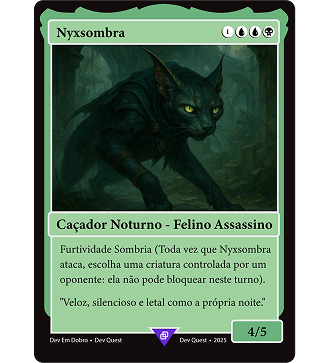 Nyxsombra
1
Caçador Noturno - Felino Assassino
Furtividade Sombria (Toda vez que Nyxsombra
ataca, escolha uma criatura controlada por um
oponente: ela não pode bloquear neste turno).
"Veloz, silencioso e letal como a própria noite."
Dev Em Dobro • Dev Quest
Dev Quest • 2025
4/5